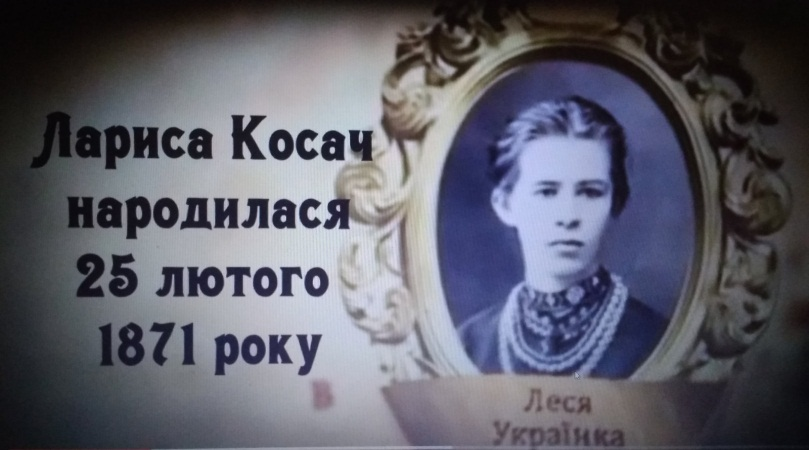 Лариса Косач
народилася
25 лютого
1871 року
в
Леся
Українка